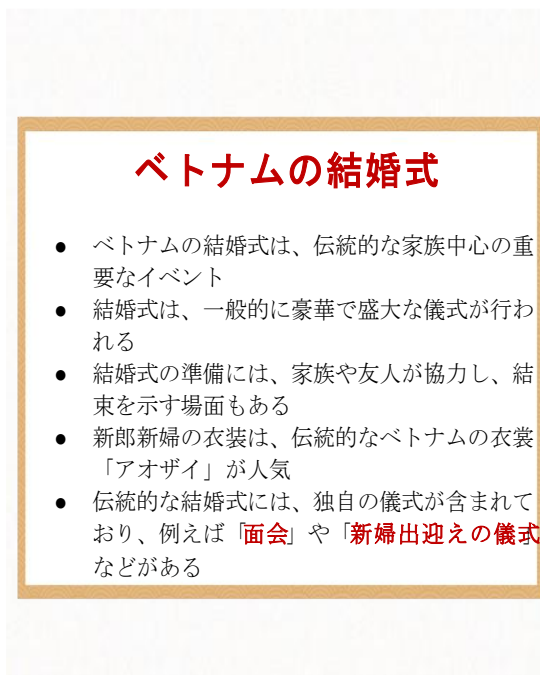 ベトナムの結婚式
● ベトナムの結婚式は、伝統的な家族中心の重
要なイベント
● 結婚式は、一般的に豪華で盛大な儀式が行わ
れる
● 結婚式の準備には、家族や友人が協力し、結
束を示す場面もある
● 新郎新婦の衣装は、伝統的なベトナムの衣裳
「アオザイ」が人気
● 伝統的な結婚式には、独自の儀式が含まれて
おり、例えば「面会」や「新婦出迎えの儀式」
などがある